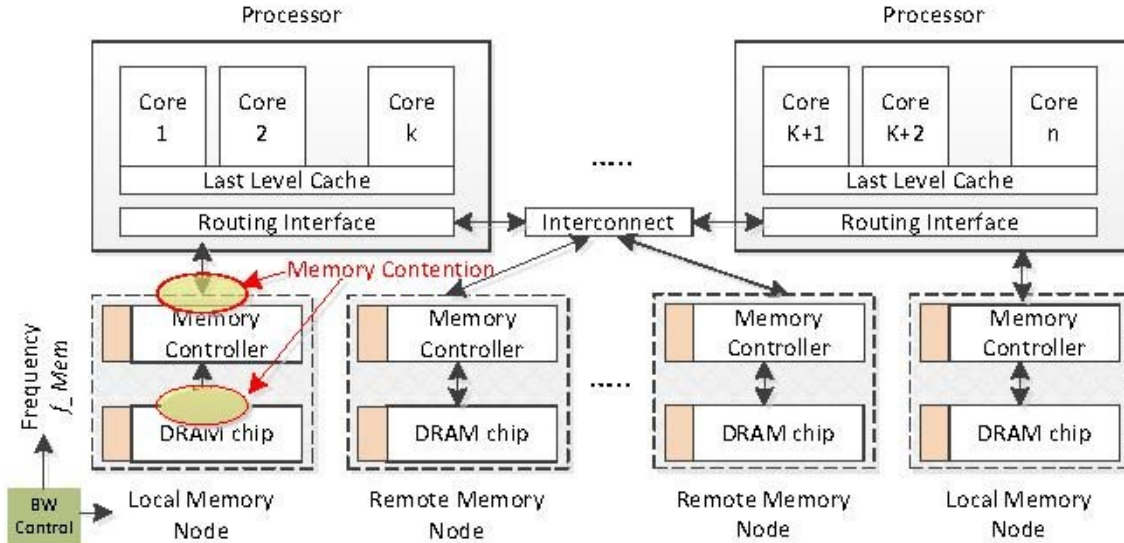 Processor
Processor
Core 1
Core 2
Core k
Core K+1
Core K+2
Core n
.....
Last Level Cache
Last Level Cache
Routing Interface
Interconnect
Routing Interface
Memory Contention
Memory
Controller
Memory
Controller
Memory
Controller
Memory
Controller
.....
Frequency
f_Mem
DRAM chip
DRAM chip
DRAM chip
DRAM chip
BW
Control
Local Memory
Node
Remote Memory
Node
Remote Memory
Node
Local Memory
Node